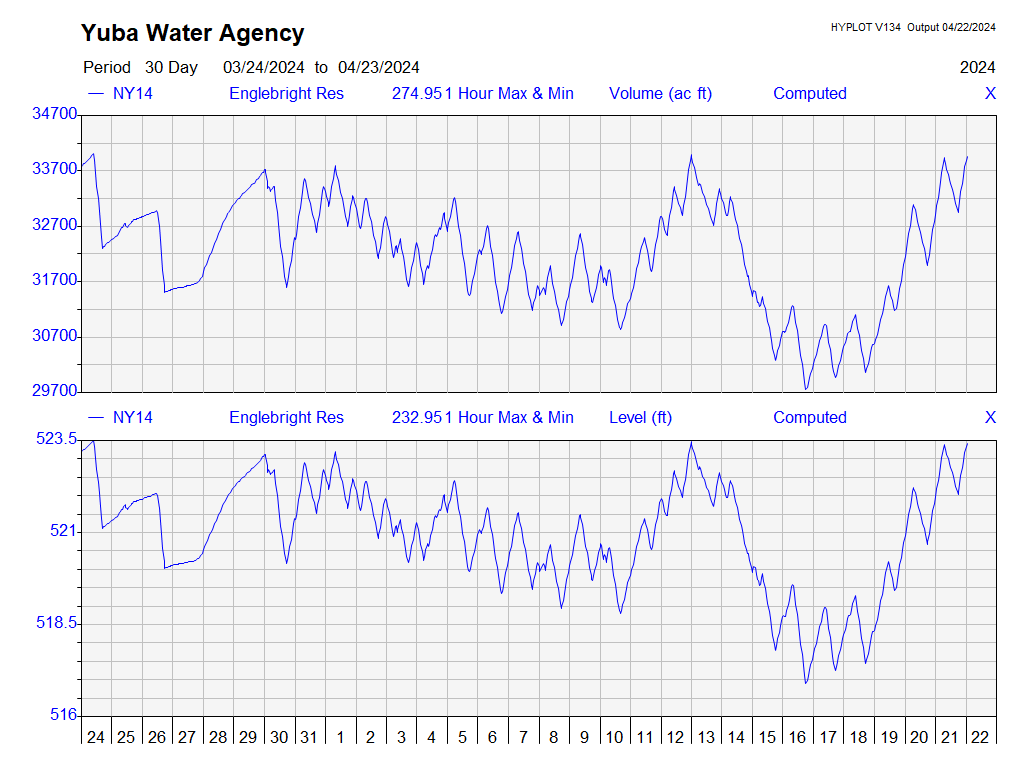 Yuba Water Agency
HYPLOT V134 Output 04/22/2024
Period 30 Day 03/24/2024 to 04/23/2024
2024
NY14 Englebright Res 274.951 Hour Max & Min Volume (ac ft) Computed X
34700
33700
32700
31700
30700
29700
NY14 Englebright Res 232.951 Hour Max & Min Level (ft) Computed X
523.5
521
518.5
516
24 25 26 27 28 29 30 31 1 2 3 4 5 6 7 8 9 10 11 12 13 14 15 16 17 18 19 20 21 22